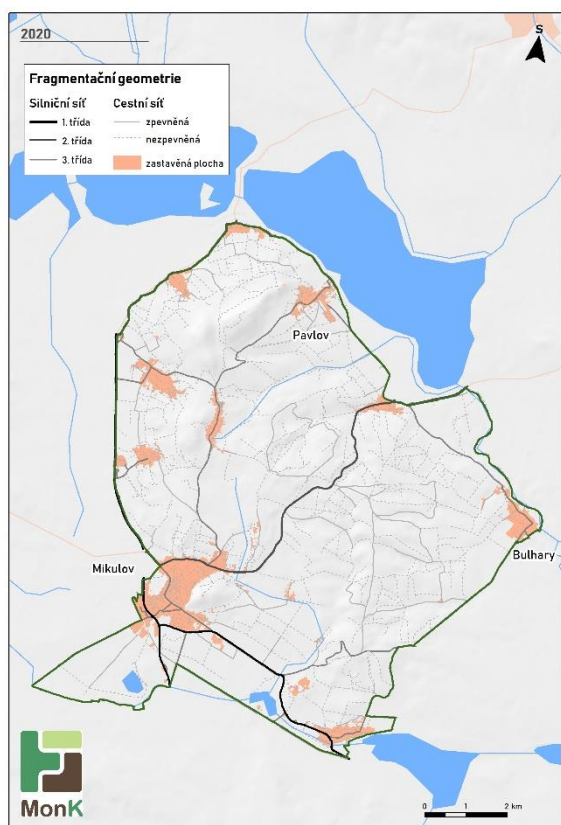 2020
S
Fragmentační geometrie
Silniční síť
Cestní síť
1. třída
zpevněná
2. třída
nezpevněná
3. třída
zastavěná plocha
Pavlov
Bulhary
Mikulov
MonK
0 1 2 km